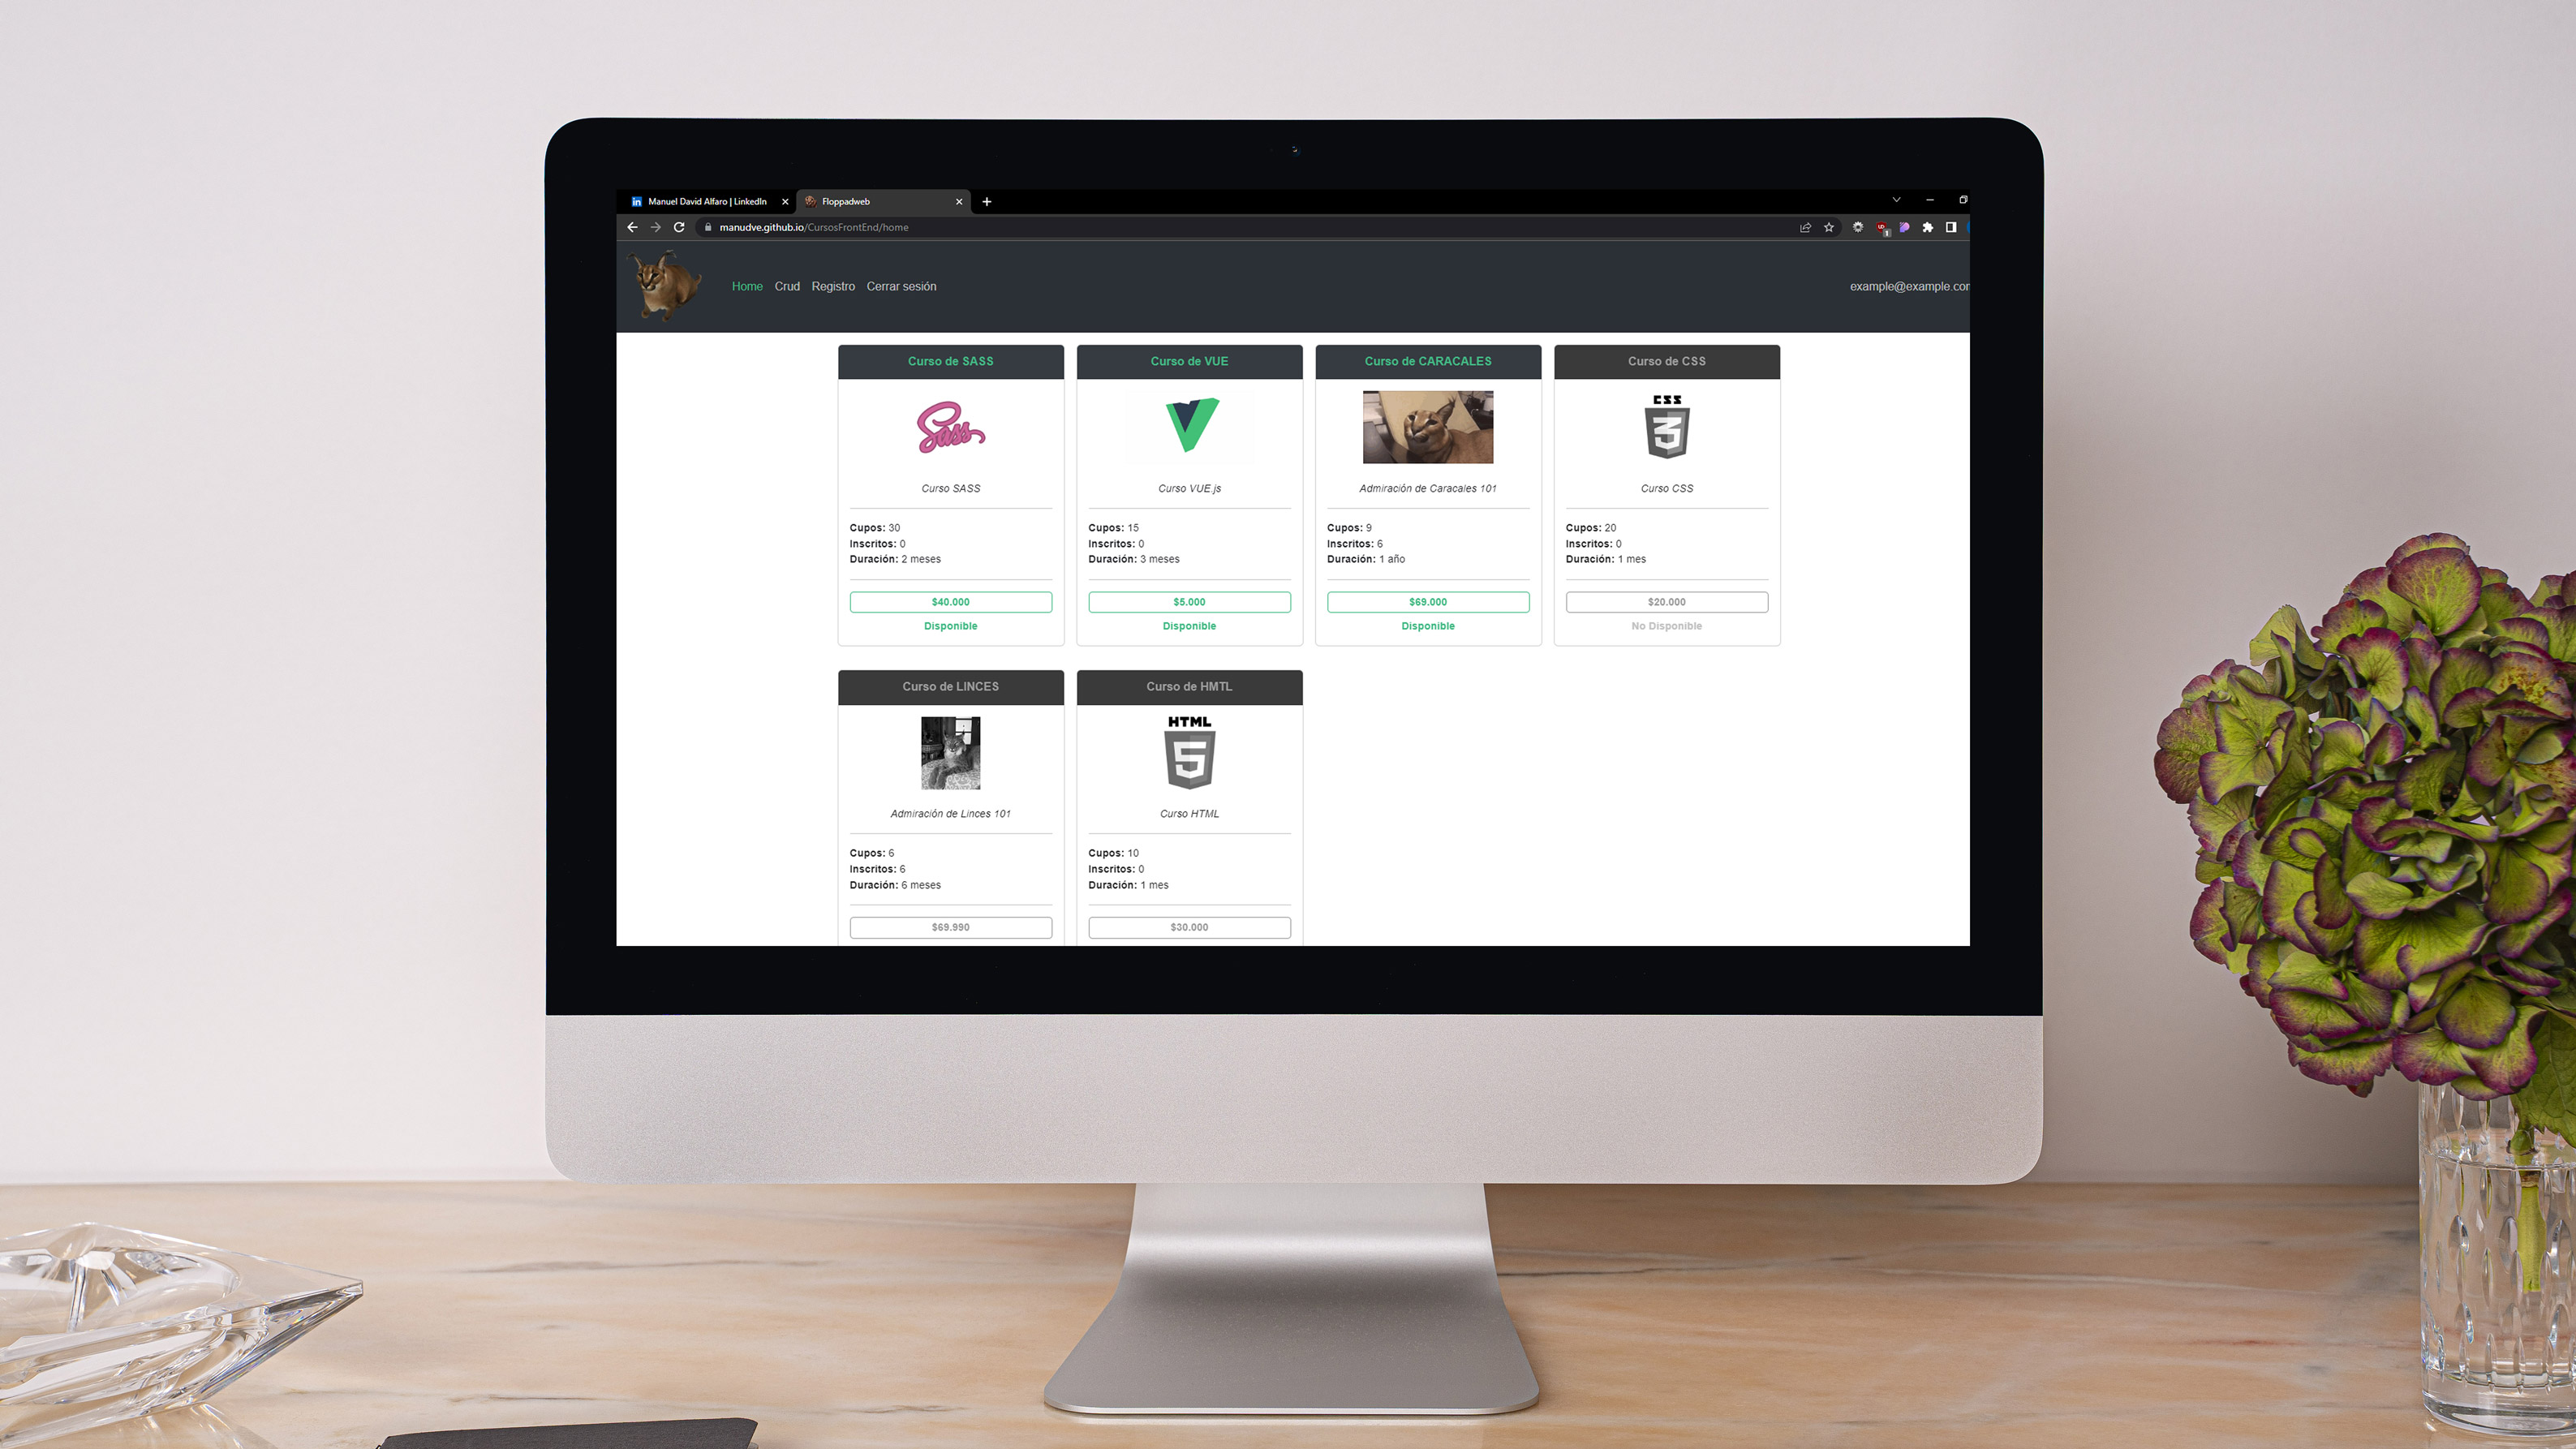 Manuel David Alfaro | LinkedIn
Floppadweb
manudve.github.io/CursosFrontEnd/home
Home Crud Registro Cerrar sesión
example@example.com
Curso de SASS
Sass
Curso SASS
Cupos: 30
Inscritos: 0
Duración: 2 meses
$40.000
Disponible
Curso de VUE
Curso VUE.js
Cupos: 15
Inscritos: 0
Duración: 3 meses
$5.000
Disponible
Curso de CARACALES
Admiración de Caracales 101
Cupos: 9
Inscritos: 6
Duración: 1 año
$69.000
Disponible
Curso de CSS
CSS
3
Curso CSS
Cupos: 20
Inscritos: 0
Duración: 1 mes
$20.000
No Disponible
Curso de LINCES
Admiración de Linces 101
Cupos: 6
Inscritos: 6
Duración: 6 meses
$69.990
Curso de HMTL
HTML
5
Curso HTML
Cupos: 10
Inscritos: 0
Duración: 1 mes
$30.000